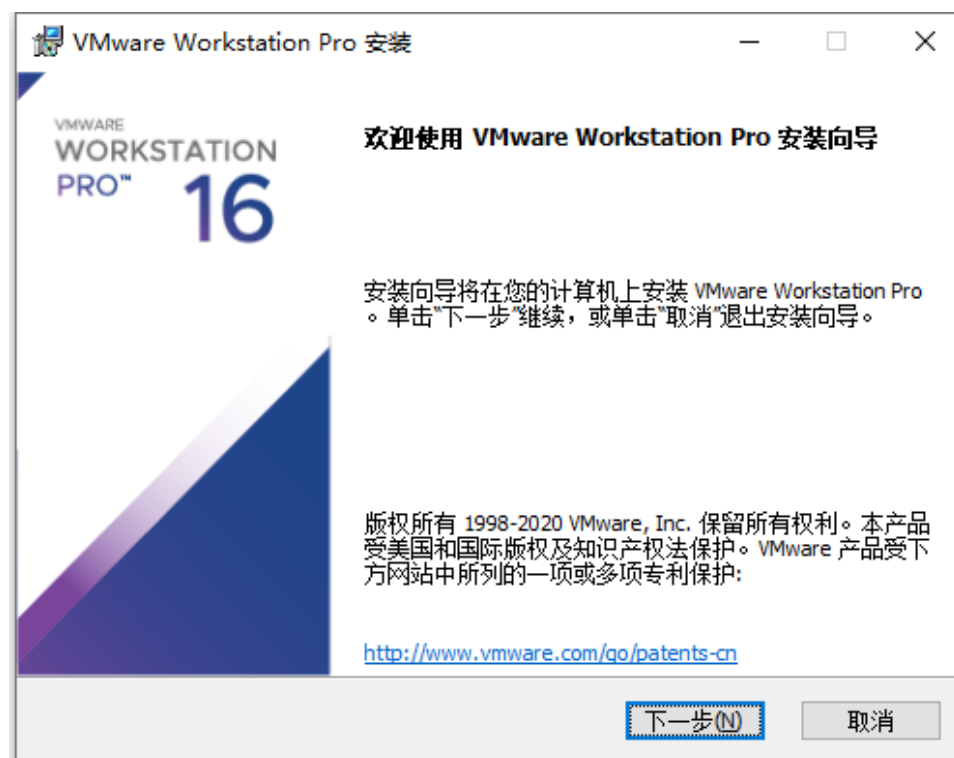 VMware Workstation Pro 安装
VMWARE
WORKSTATION
PRO™
16
欢迎使用 VMware Workstation Pro 安装向导
安装向导将在您的计算机上安装 VMware Workstation Pro
。单击“下一步”继续，或单击“取消”退出安装向导。
版权所有 1998-2020 VMware, Inc. 保留所有权利。本产品
受美国和国际版权及知识产权法保护。VMware 产品受下
方网站中所列的一项或多项专利保护:
http://www.vmware.com/go/patents-cn
下一步(N)
取消